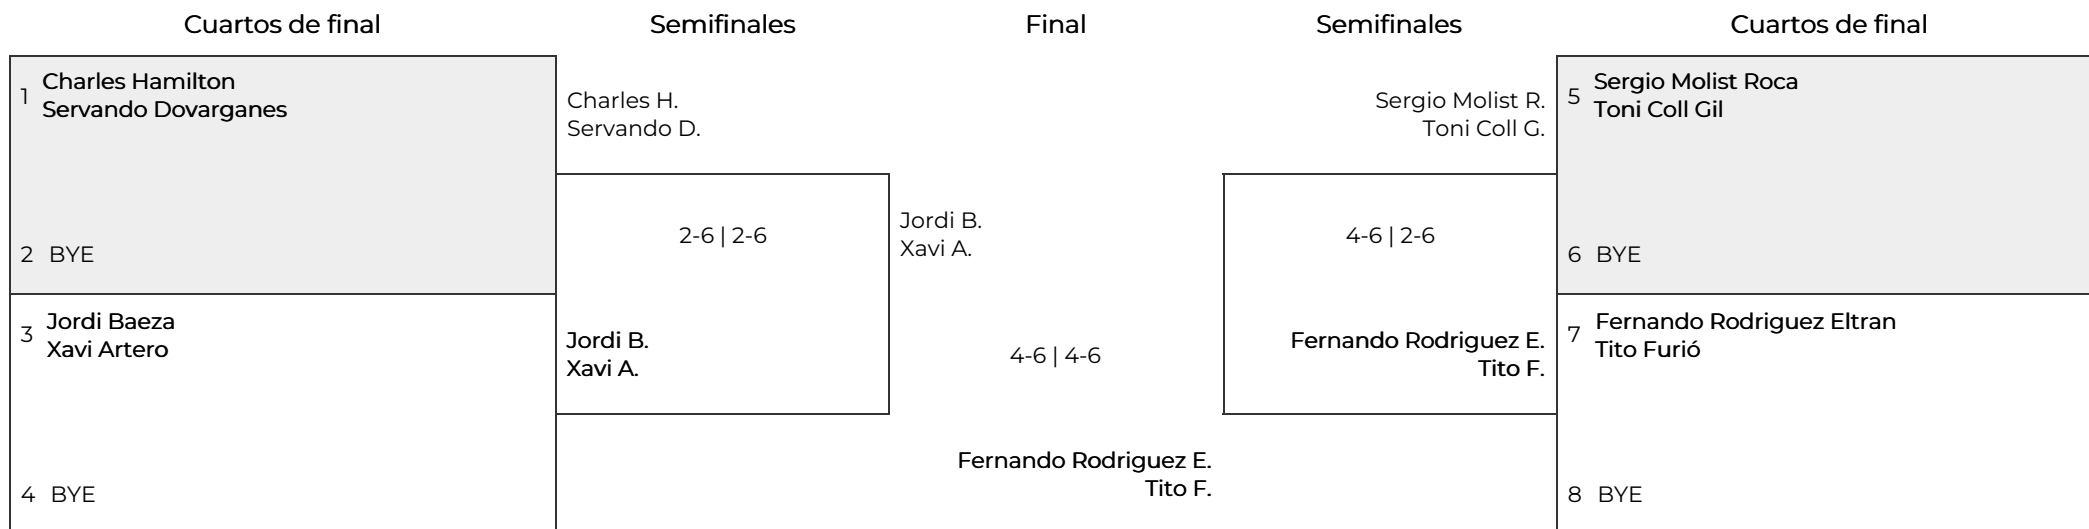 Cuartos de final
Semifinales
Final
Semifinales
Cuartos de final
1
Charles Hamilton
Servando Dovarganes
2 BYE
3
Jordi Baeza
Xavi Artero
4 BYE
Charles H.
Servando D.
2-6 | 2-6
Jordi B.
Xavi A.
Jordi B.
Xavi A.
4-6 | 4-6
Fernando Rodriguez E.
Tito F.
Sergio Molist R.
Toni Coll G.
4-6 | 2-6
Fernando Rodriguez E.
Tito F.
5
Sergio Molist Roca
Toni Coll Gil
6 BYE
7
Fernando Rodriguez Eltran
Tito Furió
8 BYE